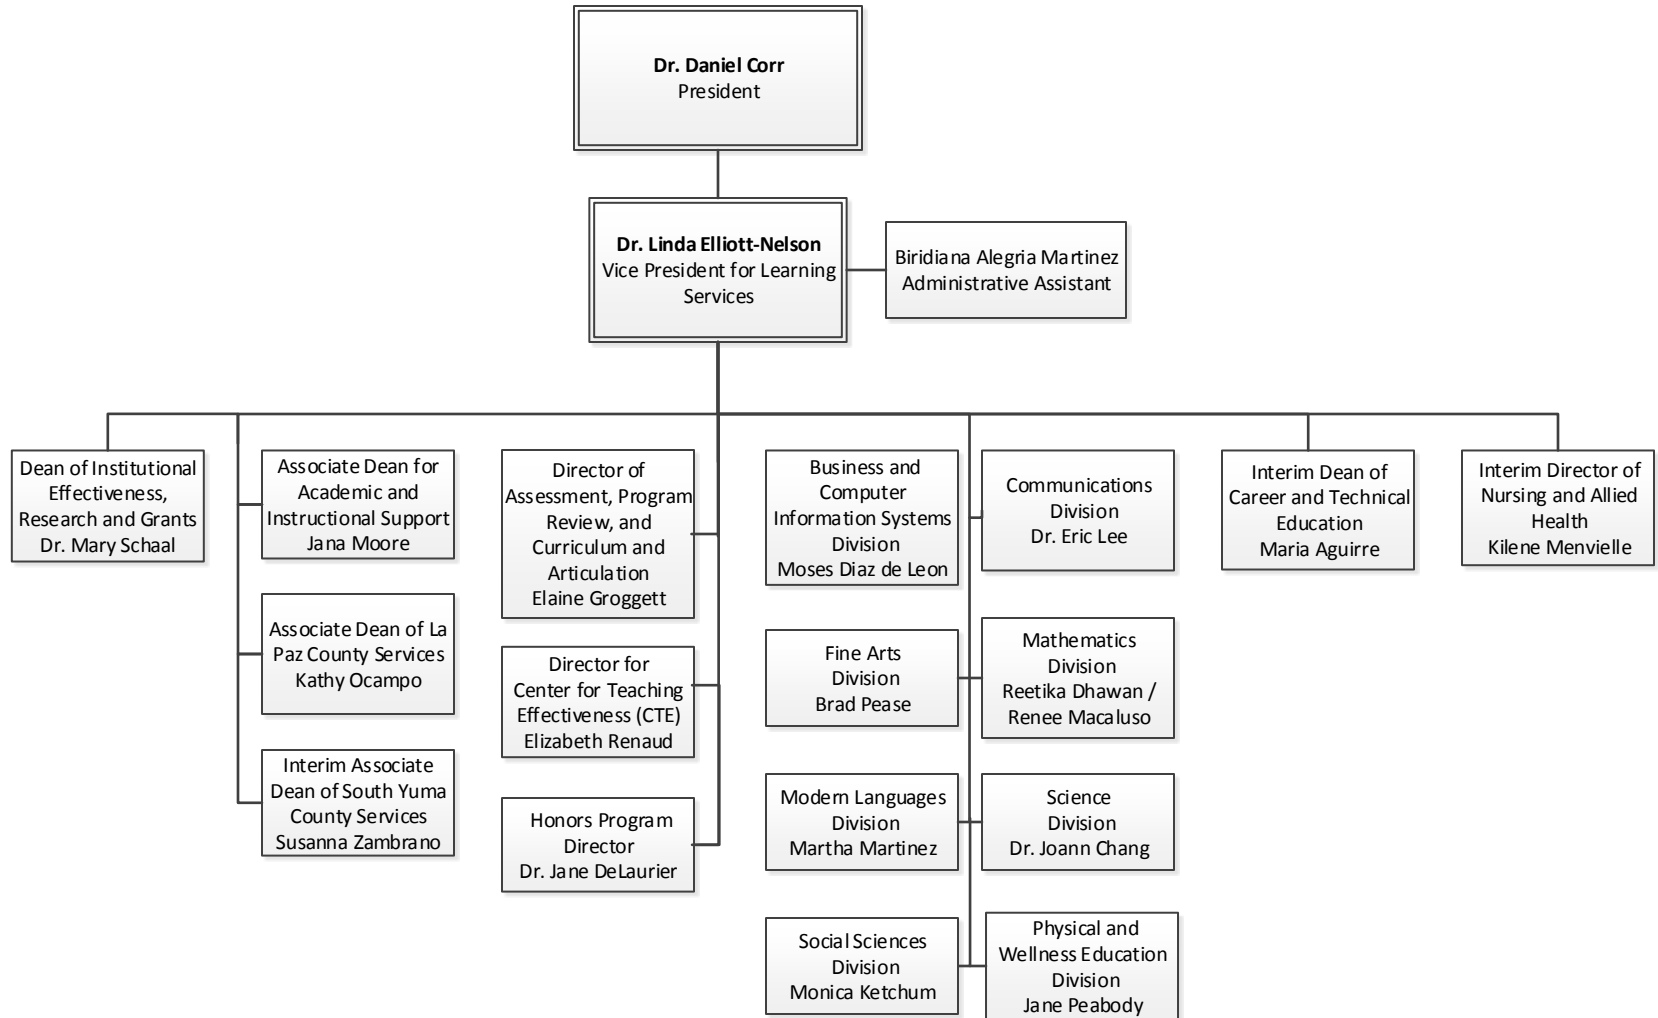 Dr. Daniel Corr
President
Dr. Linda Elliott-Nelson
Vice President for Learning
Services
Biridiana Alegria Martinez
Administrative Assistant
Dean of Institutional
Effectiveness,
Research and Grants
Dr. Mary Schaal
Associate Dean for
Academic and
Instructional Support
Jana Moore
Associate Dean of La
Paz County Services
Kathy Ocampo
Interim Associate
Dean of South Yuma
County Services
Susanna Zambrano
Director of
Assessment, Program
Review, and
Curriculum and
Articulation
Elaine Groggett
Director for
Center for Teaching
Effectiveness (CTE)
Elizabeth Renaud
Honors Program
Director
Dr. Jane DeLaurier
Business and
Computer
Information Systems
Division
Moses Diaz de Leon
Communications
Division
Dr. Eric Lee
Fine Arts
Division
Brad Pease
Mathematics
Division
Reetika Dhawan /
Renee Macaluso
Modern Languages
Division
Martha Martinez
Science
Division
Dr. Joann Chang
Social Sciences
Division
Monica Ketchum
Physical and
Wellness Education
Division
Jane Peabody
Interim Dean of
Career and Technical
Education
Maria Aguirre
Interim Director of
Nursing and Allied
Health
Kilene Menvielle